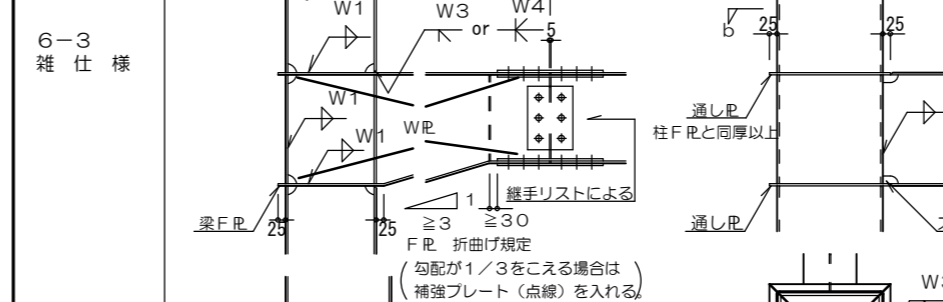 6-3
雑 仕 様
W1
W3 or W4
5
W1
W1
WPL
梁FPL
25
25
1
≧3
≧30
継手リストによる
FPL 折曲げ規定
(勾配が1/3をこえる場合は
補強プレート(点線)を入れる。)
b
25
25
通しPL
柱FPLと同厚以上
通しPL